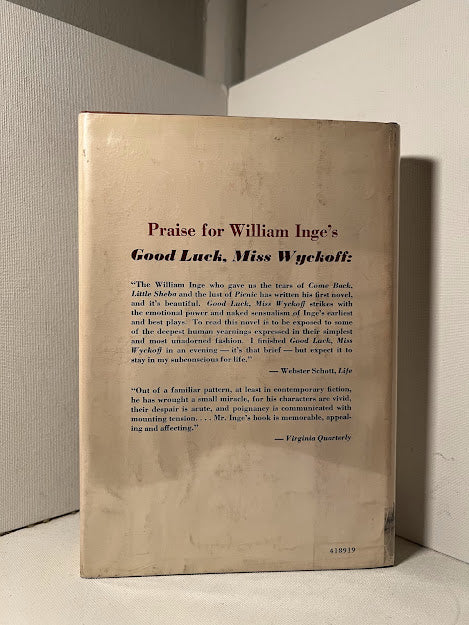 Praise for William Inge's
Good Luck, Miss Wyckoff:
"The William Inge who gave us the tears of Come Back,
Little Sheba and the lust of Picnic has written his first novel,
and it's beautiful. Good Luck, Miss Wyckoff strikes with
the emotional power and naked sensualism of Inge's earliest
and best plays. To read this novel is to be exposed to some
of the deepest human yearnings expressed in their simplest
and most unadorned fashion. I finished Good Luck, Miss
Wyckoff in an evening — it's that brief — but expect it to
stay in my subconscious for life."
— Webster Schott, Life
"Out of a familiar pattern, at least in contemporary fiction,
he has wrought a small miracle, for his characters are vivid,
their despair is acute, and poignancy is communicated with
mounting tension. . . . Mr. Inge's book is memorable, appeal-
ing and affecting."
— Virginia Quarterly
418919